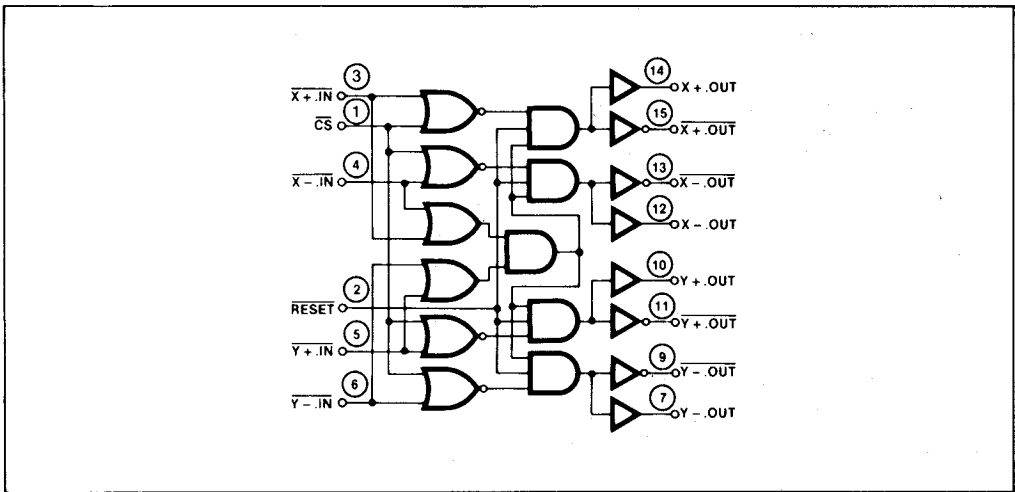 3
X+.IN
1
CS
4
X-.IN
2
RESET
5
Y+.IN
6
Y-.IN
14
X+.OUT
15
X+.OUT
13
X-.OUT
12
X-.OUT
10
Y+.OUT
11
Y+.OUT
9
Y-.OUT
7
Y-.OUT